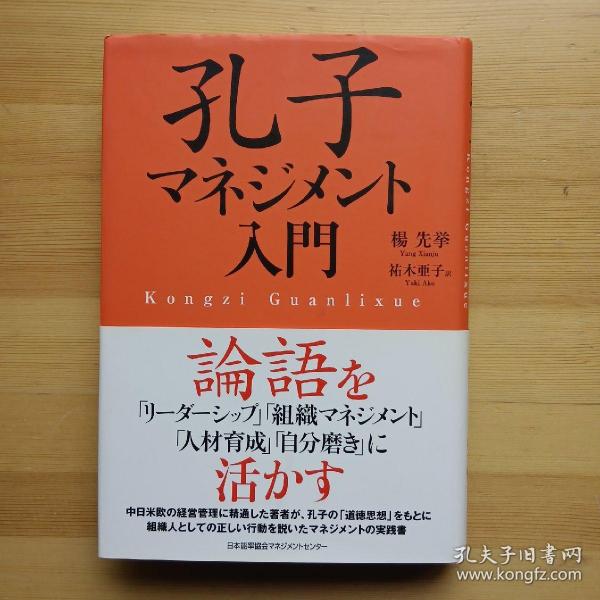 孔子
マネジメント
入門
楊 先挙
Yang Xianju
祐木亜子 訳
Yuki Ako
Kongzi Guanlixue
Kongzi Guanlixue
論語を
「リーダーシップ」「組織マネジメント」
「人材育成」「自分磨き」に
活かす
中日米欧の経営管理に精通した著者が、孔子の「道徳思想」をもとに
組織人としての正しい行動を説いたマネジメントの実践書
日本能率協会マネジメントセンター
孔夫子旧书网
www.kongfz.com